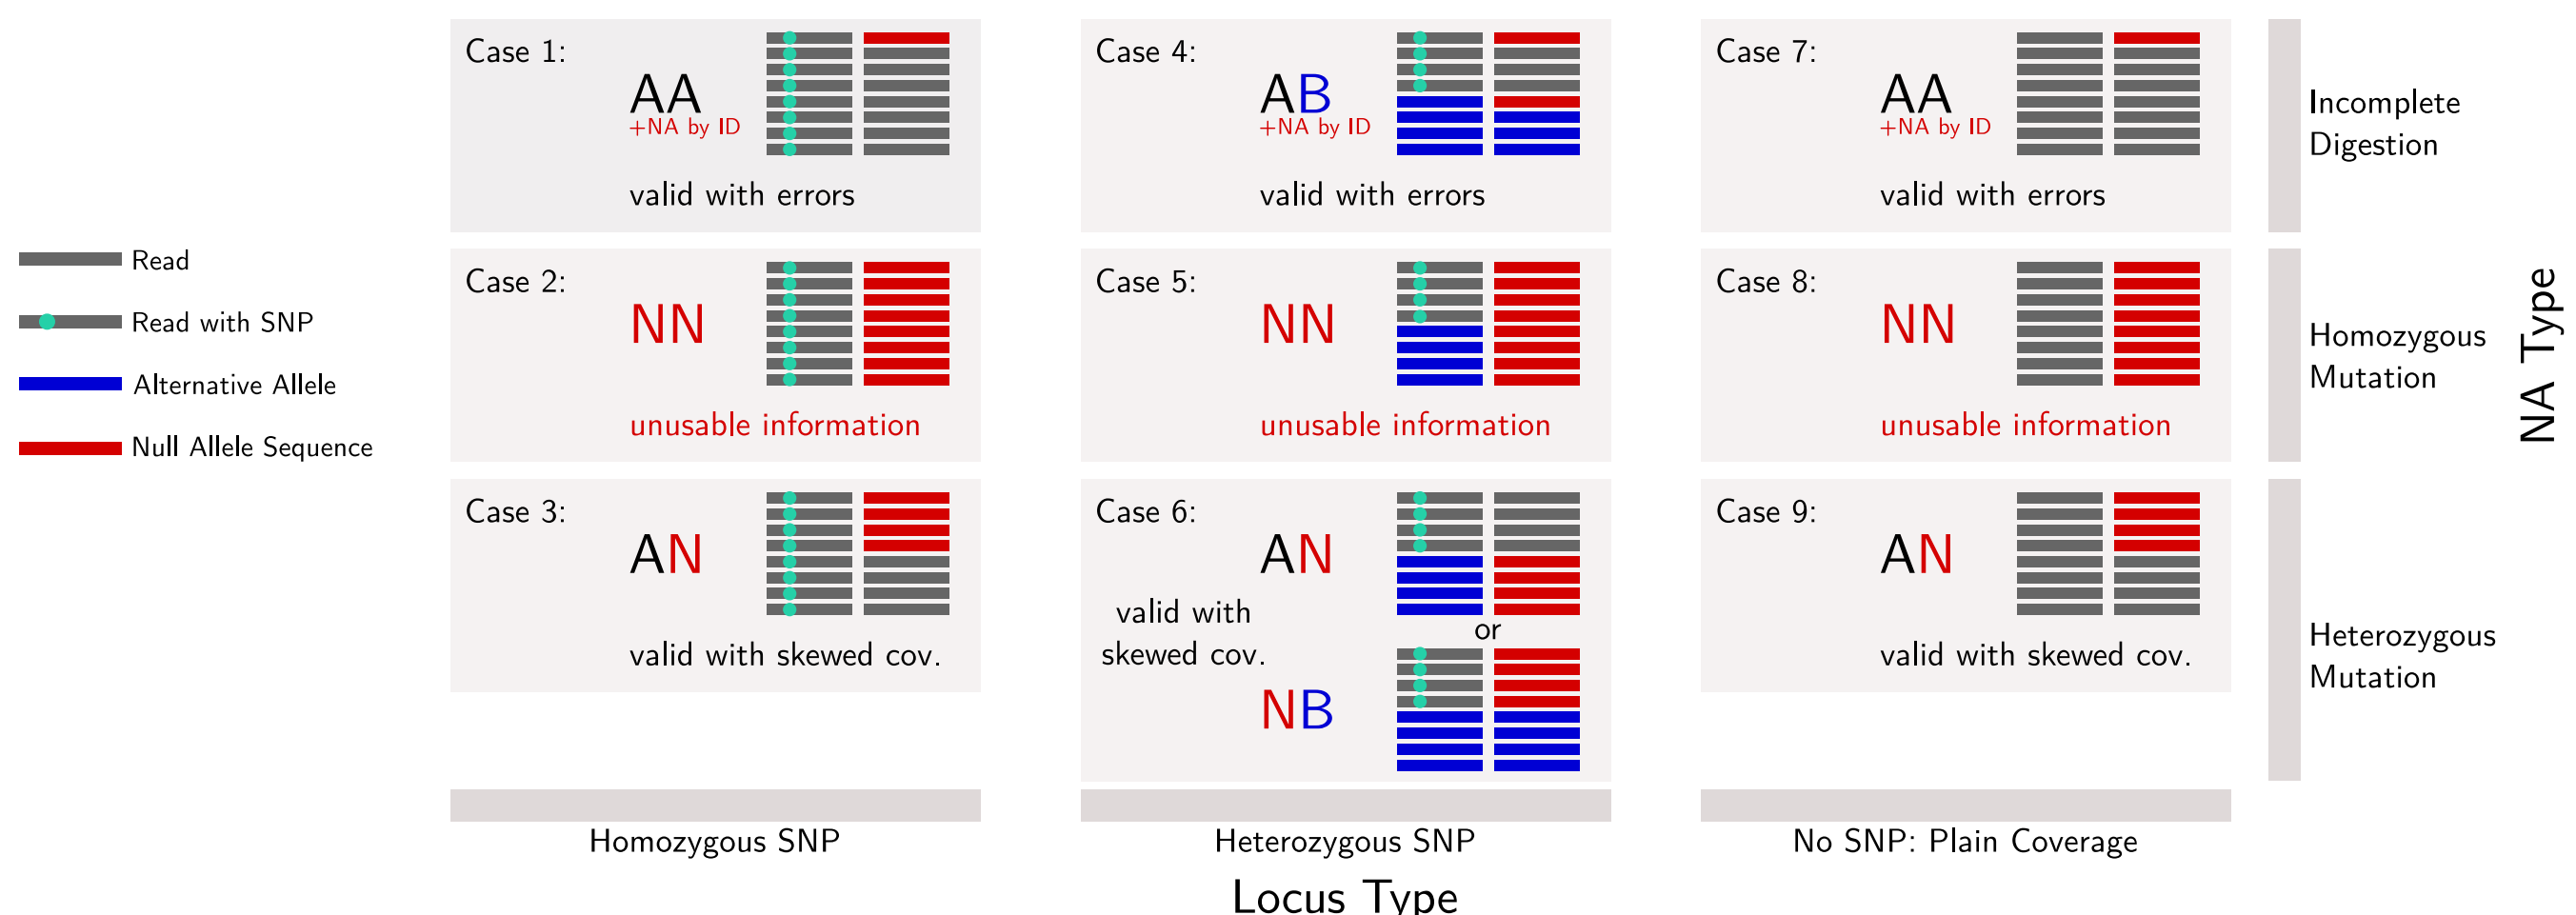 Case 1:
AA
+NA by ID
valid with errors
Case 4:
AB
+NA by ID
valid with errors
Case 7:
AA
+NA by ID
valid with errors
Incomplete
Digestion
Read
Read with SNP
Alternative Allele
Null Allele Sequence
Case 2:
NN
unusable information
Case 5:
NN
unusable information
Case 8:
NN
unusable information
Homozygous
Mutation
NA Type
Case 3:
AN
valid with skewed cov.
Case 6:
AN
valid with
skewed cov.
or
NB
Case 9:
AN
valid with skewed cov.
Heterozygous
Mutation
Homozygous SNP
Heterozygous SNP
No SNP: Plain Coverage
Locus Type